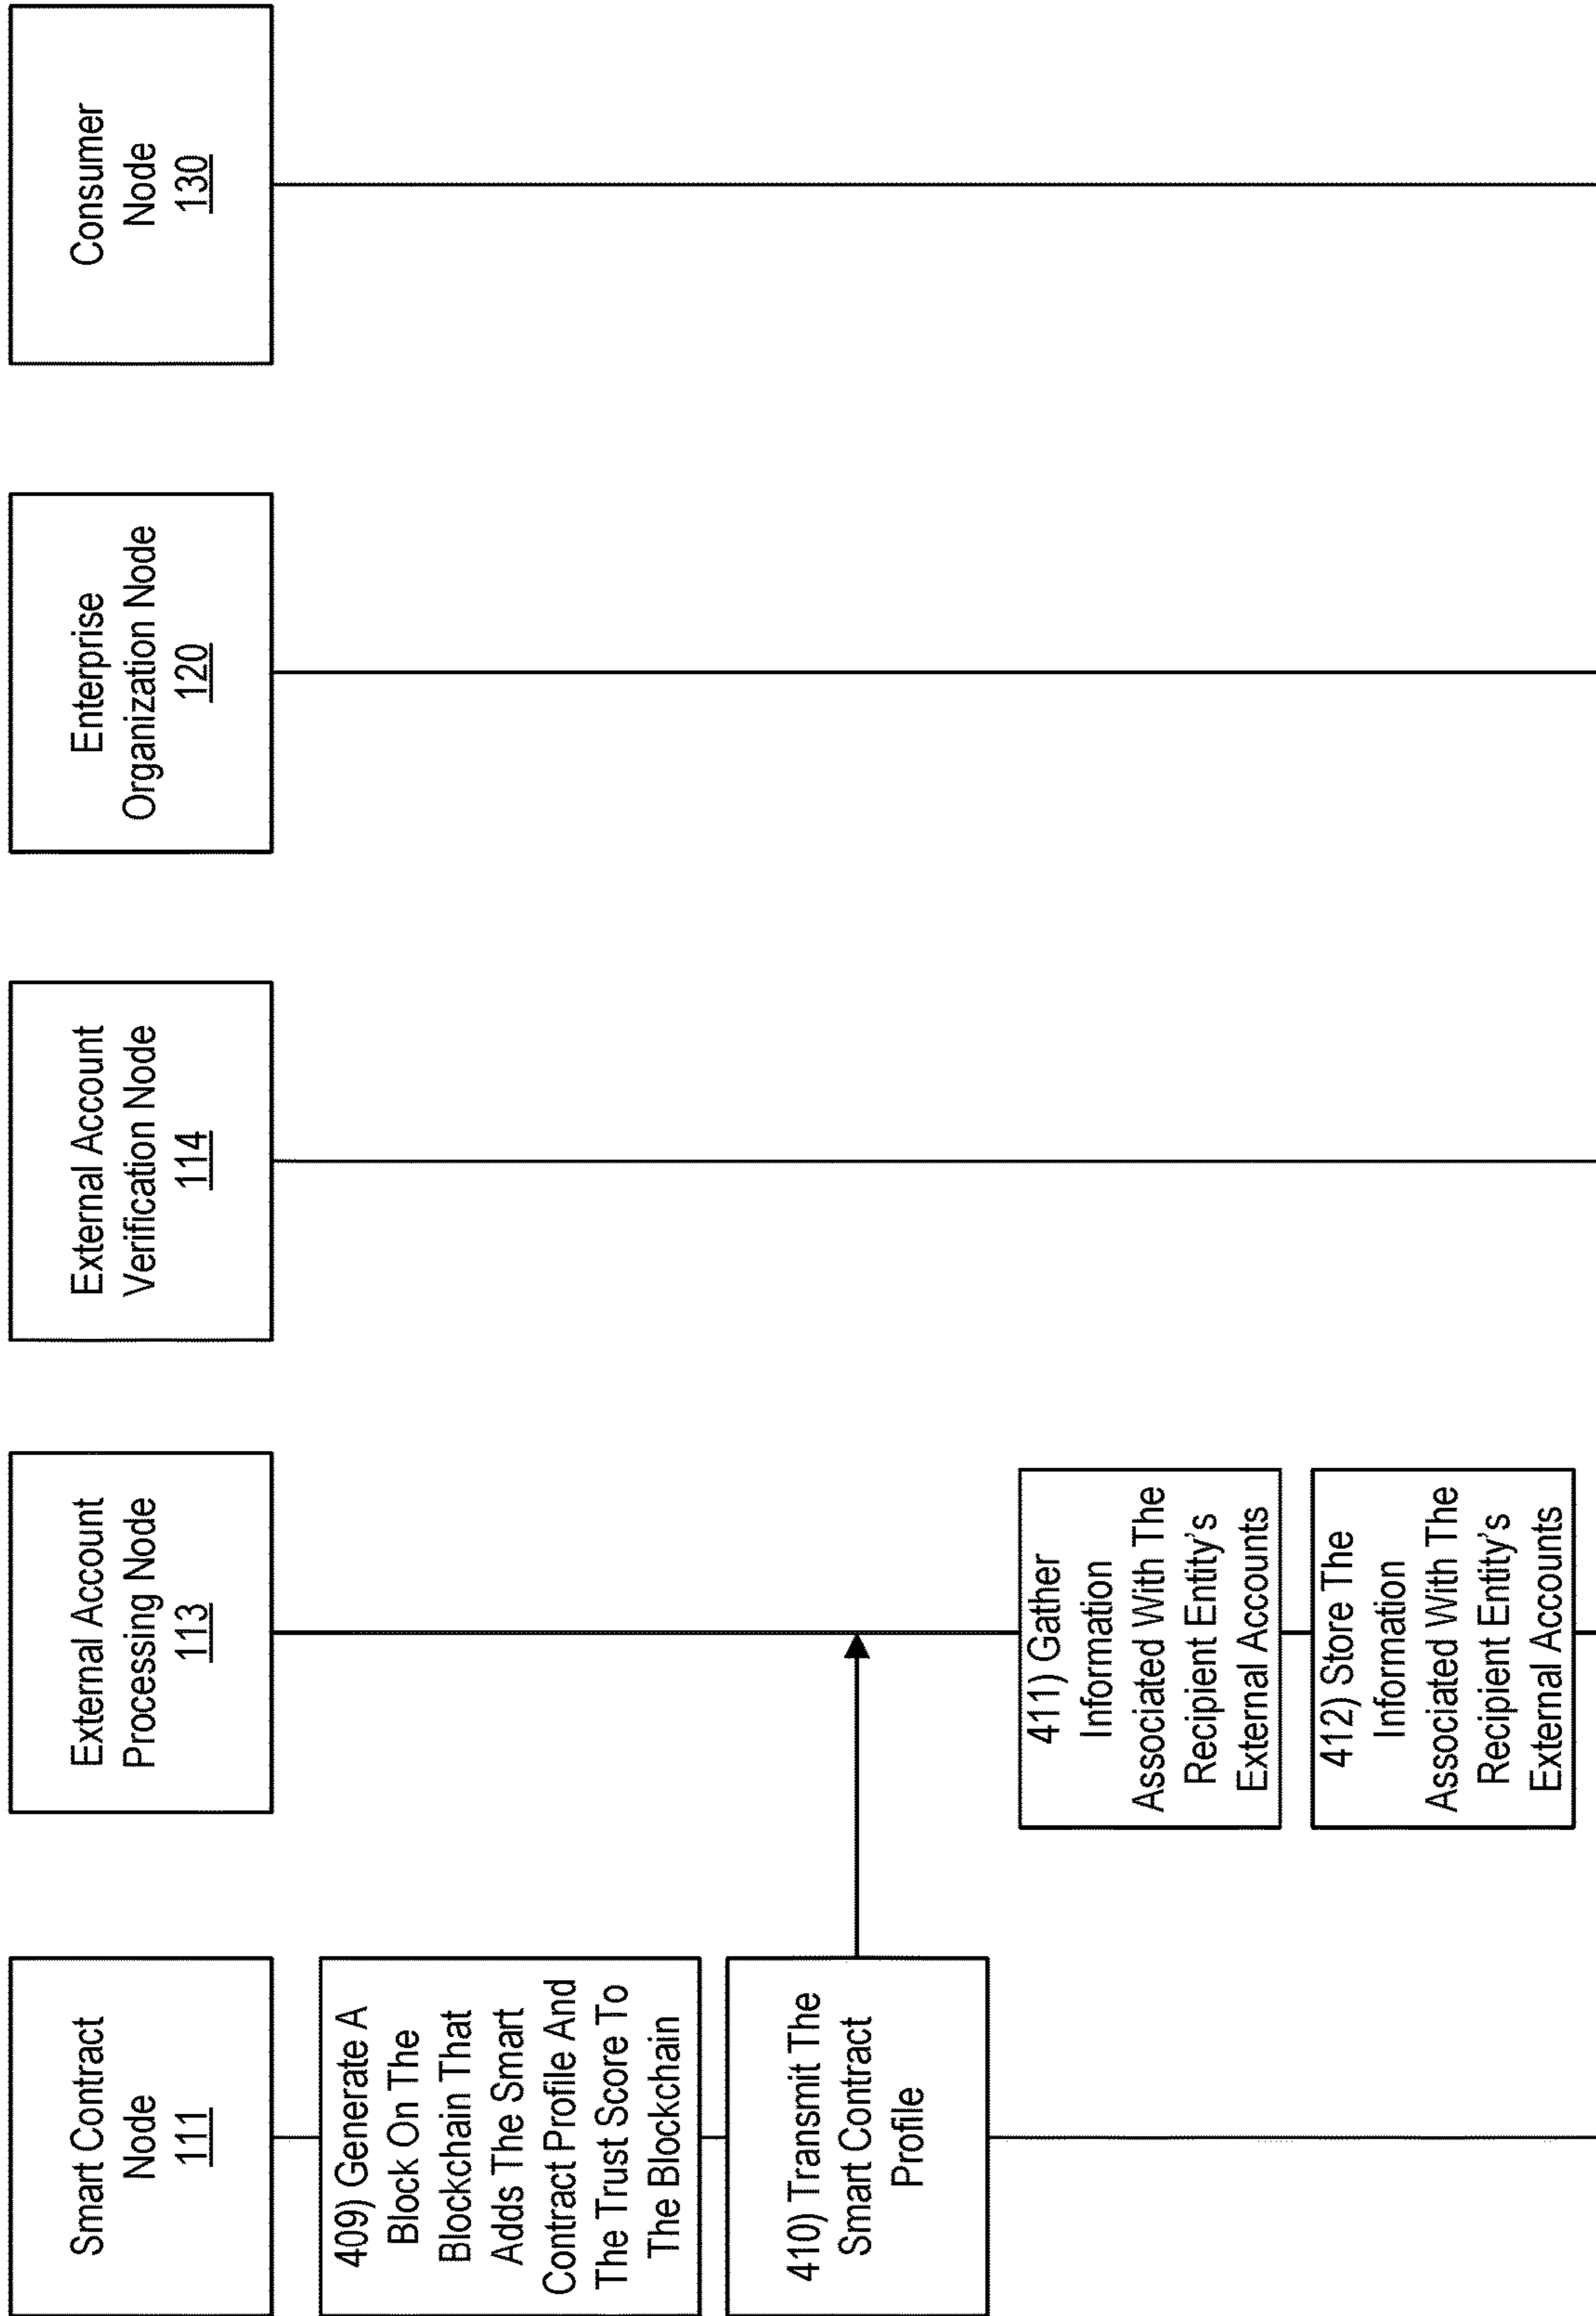 Smart Contract
Node
111
External Account
Processing Node
113
External Account
Verification Node
114
Enterprise
Organization Node
120
Consumer
Node
130
409) Generate A
Block On The
Blockchain That
Adds The Smart
Contract Profile And
The Trust Score To
The Blockchain
410) Transmit The
Smart Contract
Profile
411) Gather
Information
Associated With The
Recipient Entity's
External Accounts
412) Store The
Information
Associated With The
Recipient Entity's
External Accounts